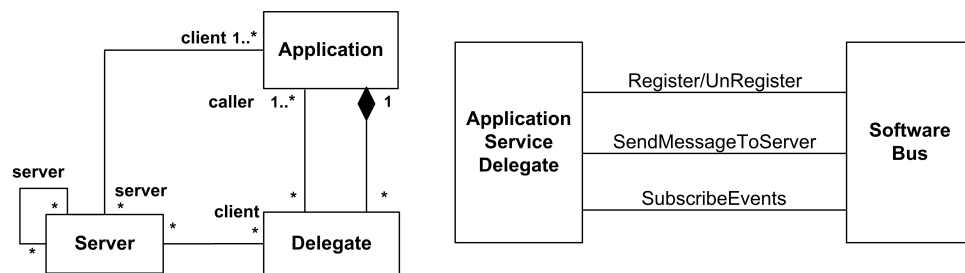 client 1..*
Application
caller
1..*
1
server
*
*
server
*
Server
*
client
*
*
*
Delegate
Application
Service
Delegate
Register/UnRegister
SendMessageToServer
SubscribeEvents
Software
Bus